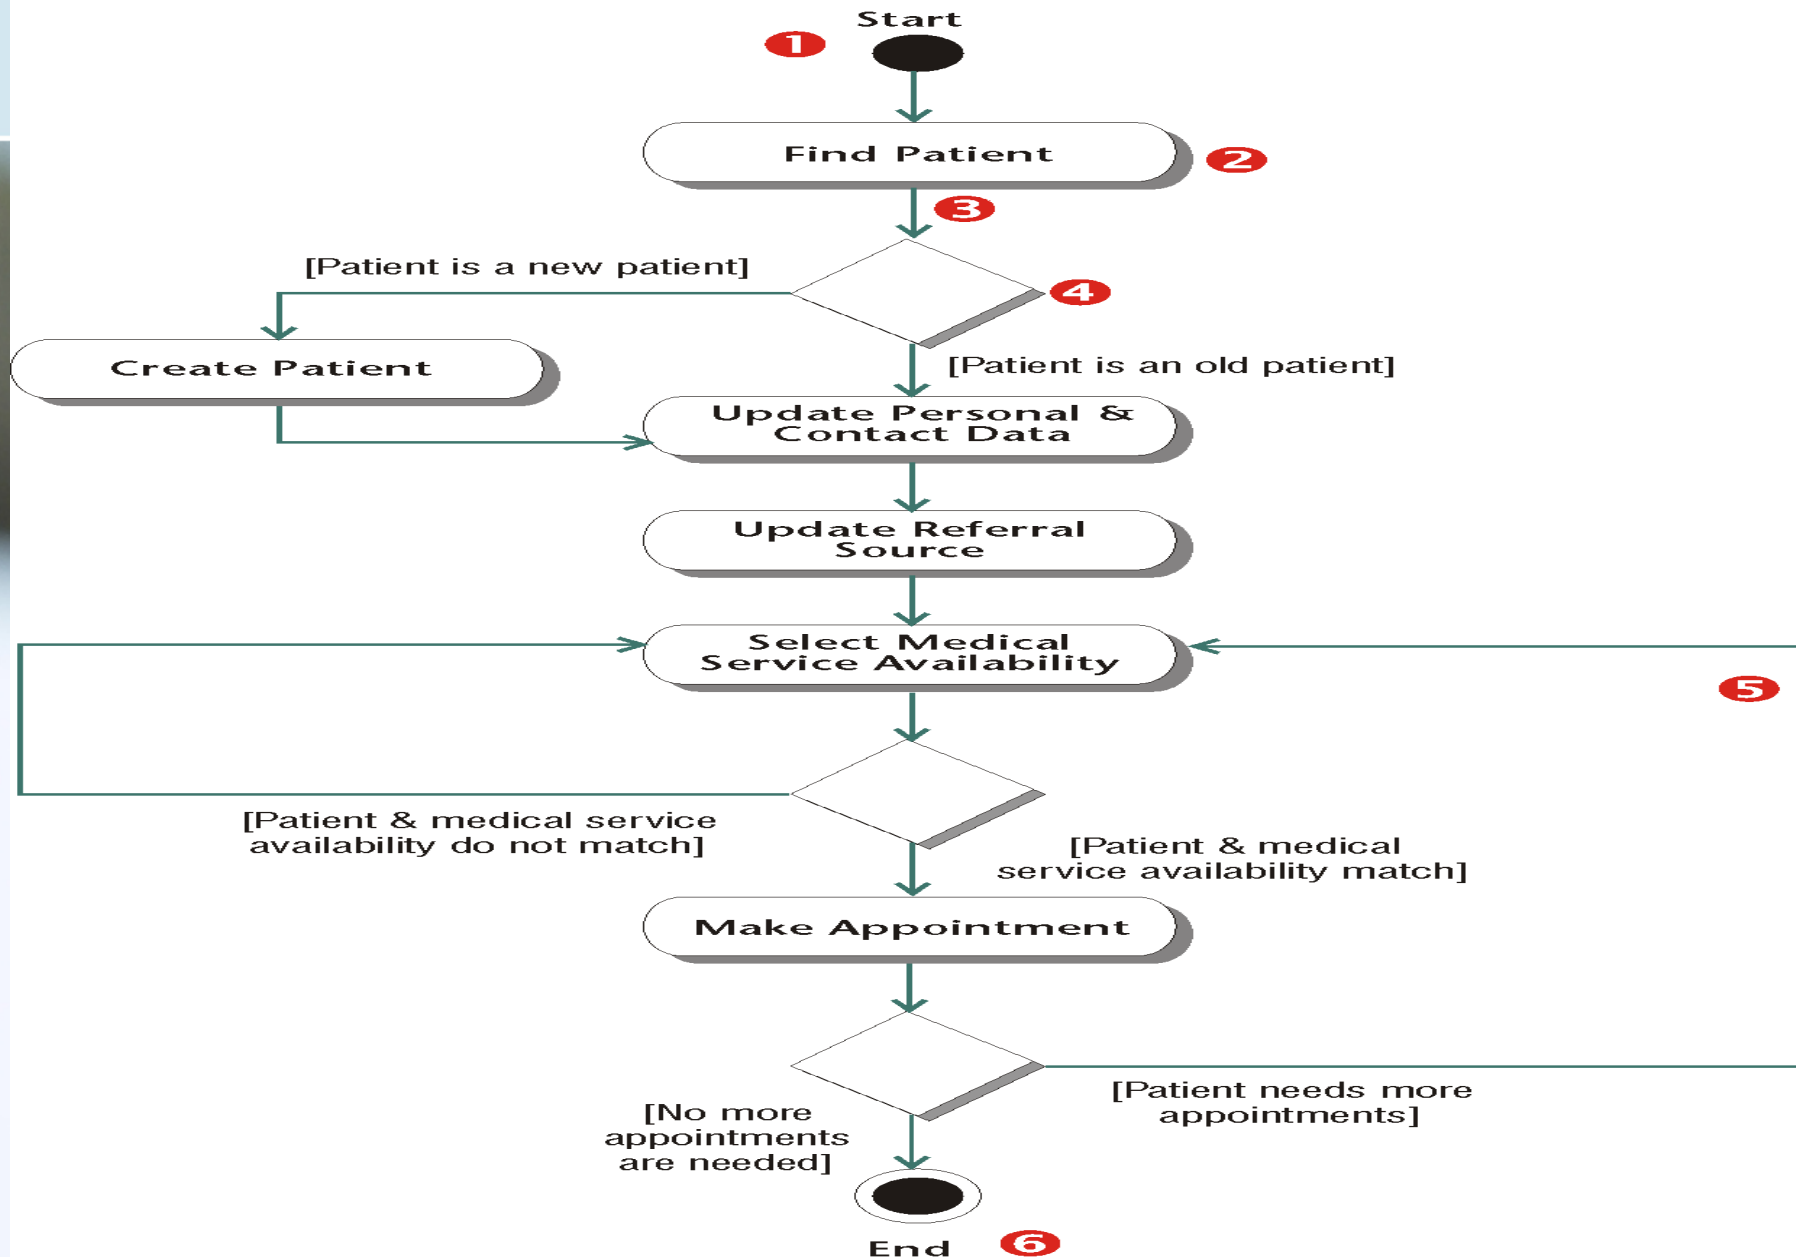 Start
1
Find Patient
2
3
[Patient is a new patient]
4
Create Patient
[Patient is an old patient]
Update Personal &
Contact Data
Update Referral
Source
Select Medical
Service Availability
5
[Patient & medical service
availability do not match]
[Patient & medical
service availability match]
Make Appointment
[No more
appointments
are needed]
[Patient needs more
appointments]
End
6